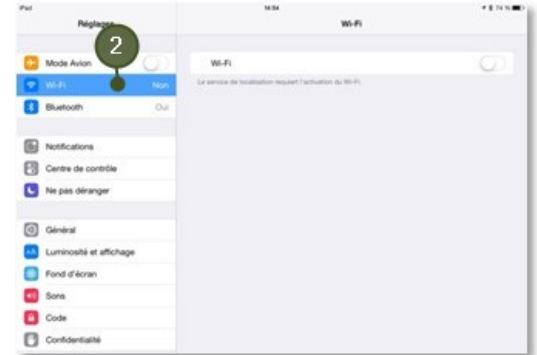 iPad
14:54
74 %
Réglages
Wi-Fi
2
Mode Avion
Wi-Fi
Non
Wi-Fi
Le service de localisation requiert l'activation du Wi-Fi.
Bluetooth
Oui
Notifications
Centre de contrôle
Ne pas déranger
Général
Luminosité et affichage
Fond d'écran
Sons
Code
Confidentialité